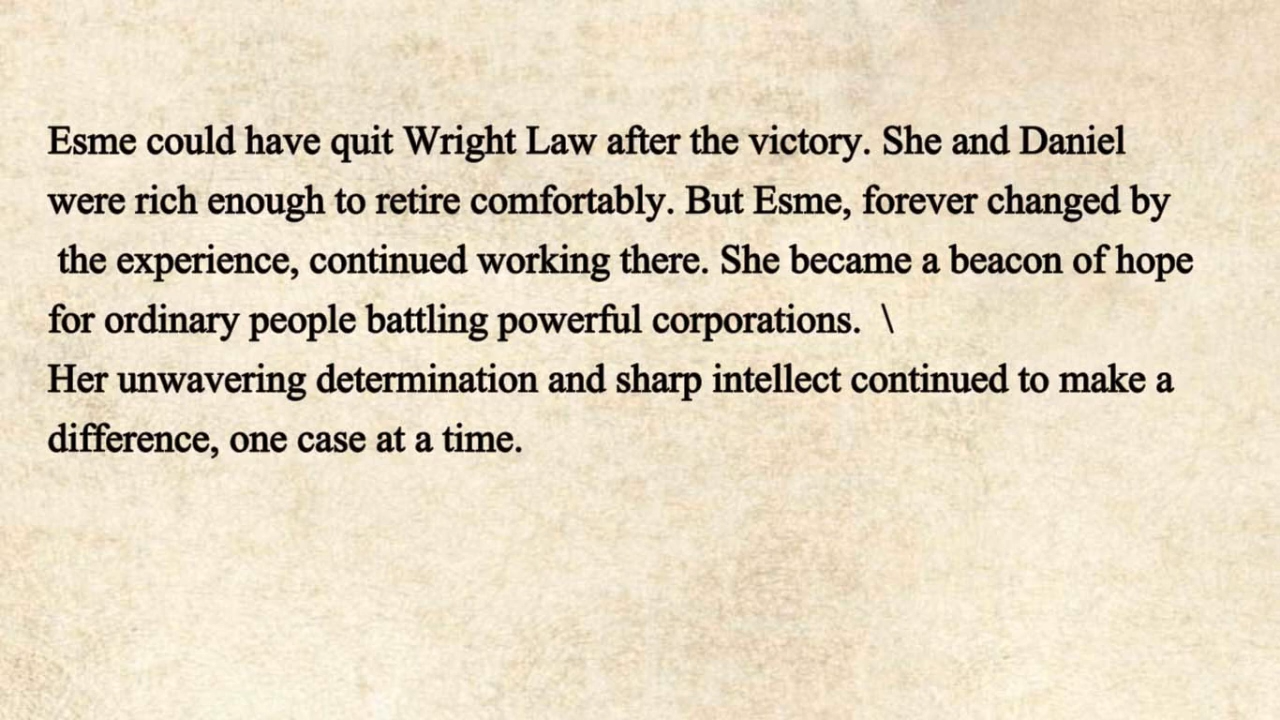 Esme could have quit Wright Law after the victory. She and Daniel
were rich enough to retire comfortably. But Esme, forever changed by
the experience, continued working there. She became a beacon of hope
for ordinary people battling powerful corporations.  \
Her unwavering determination and sharp intellect continued to make a
difference, one case at a time.